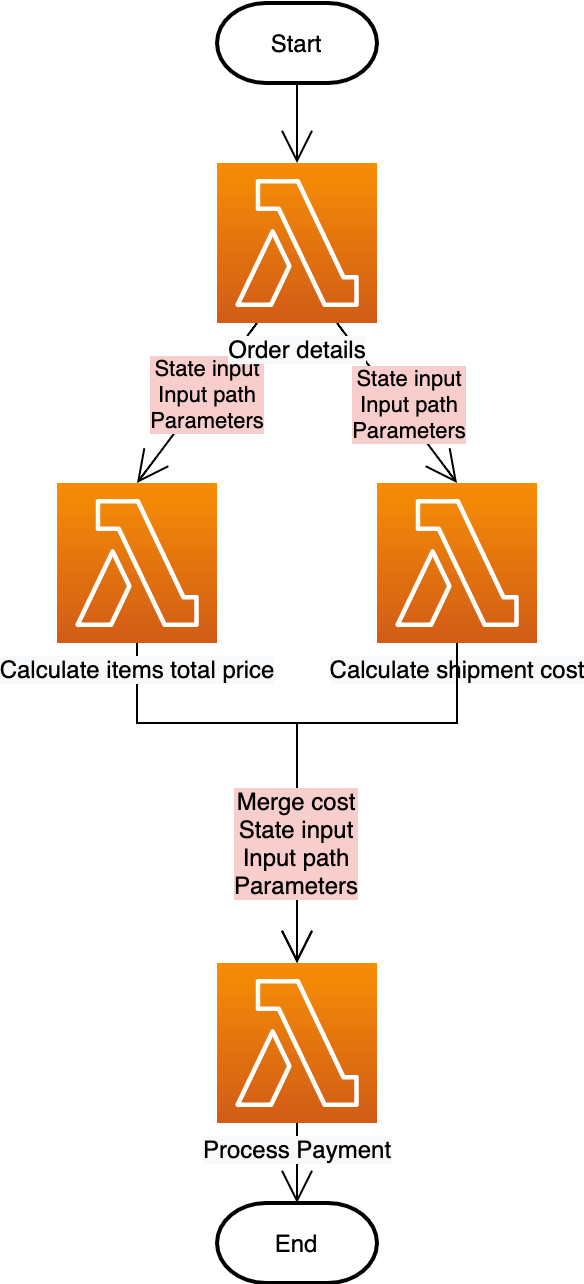 Start
Order details
State input
Input path
Parameters
State input
Input path
Parameters
Calculate items total price
Calculate shipment cost
Merge cost
State input
Input path
Parameters
Process Payment
End